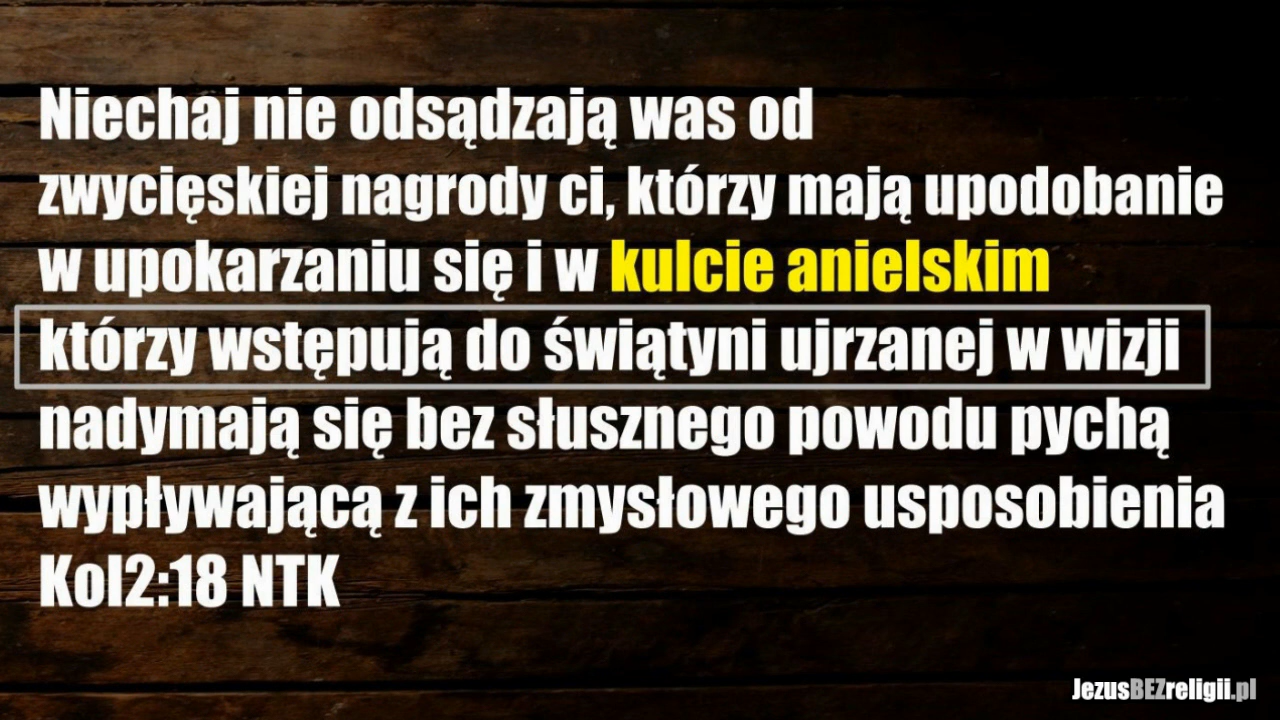 Niechaj nie odsądzają was od
zwycięskiej nagrody ci, którzy mają upodobanie
w upokarzaniu się i w kulcie anielskim
którzy wstępują do świątyni ujrzanej w wizji
nadymają się bez słusznego powodu pychą
wypływającą z ich zmysłowego usposobienia
Kol2:18 NTK
JezusBEZreligii.pl